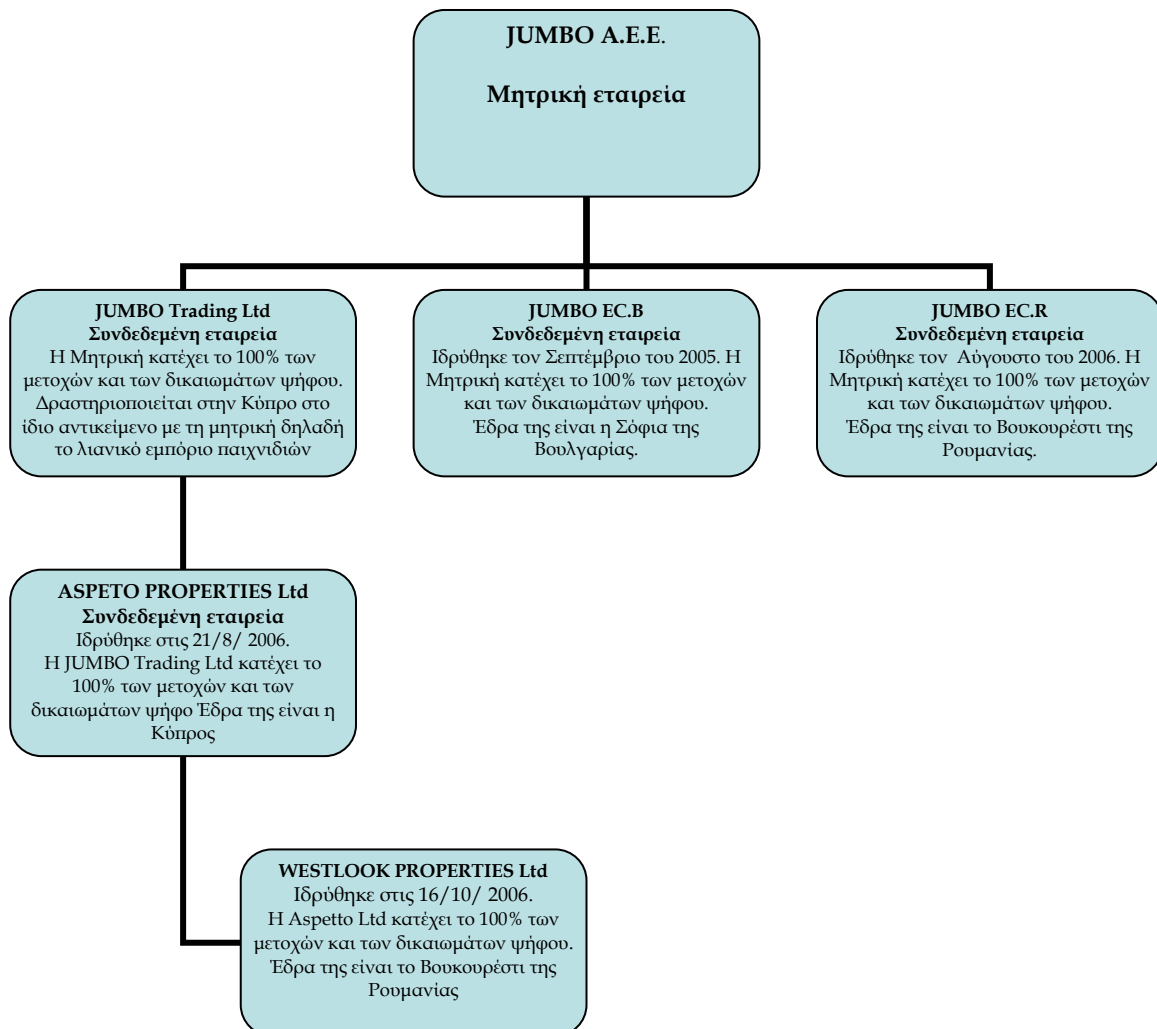 JUMBO Α.Ε.Ε.
Μητρική εταιρεία
JUMBO Trading Ltd
Συνδεδεμένη εταιρεία
Η Μητρική κατέχει το 100% των
μετοχών και των δικαιωμάτων ψήφου.
Δραστηριοποιείται στην Κύπρο στο
ίδιο αντικείμενο με τη μητρική δηλαδή
το λιανικό εμπόριο παιχνιδιών
JUMBO EC.B
Συνδεδεμένη εταιρεία
Ιδρύθηκε τον Σεπτέμβριο του 2005. Η
Μητρική κατέχει το 100% των μετοχών
και των δικαιωμάτων ψήφου.
Έδρα της είναι η Σόφια της
Βουλγαρίας.
JUMBO EC.R
Συνδεδεμένη εταιρεία
Ιδρύθηκε τον Αύγουστο του 2006. Η
Μητρική κατέχει το 100% των μετοχών
και των δικαιωμάτων ψήφου.
Έδρα της είναι το Βουκουρέστι της
Ρουμανίας.
ASPETO PROPERTIES Ltd
Συνδεδεμένη εταιρεία
Ιδρύθηκε στις 21/8/ 2006.
Η JUMBO Trading Ltd κατέχει το
100% των μετοχών και των
δικαιωμάτων ψήφο Έδρα της είναι η
Κύπρος
WESTLOOK PROPERTIES Ltd
Ιδρύθηκε στις 16/10/ 2006.
Η Aspetto Ltd κατέχει το 100% των
μετοχών και των δικαιωμάτων ψήφου.
Έδρα της είναι το Βουκουρέστι της
Ρουμανίας